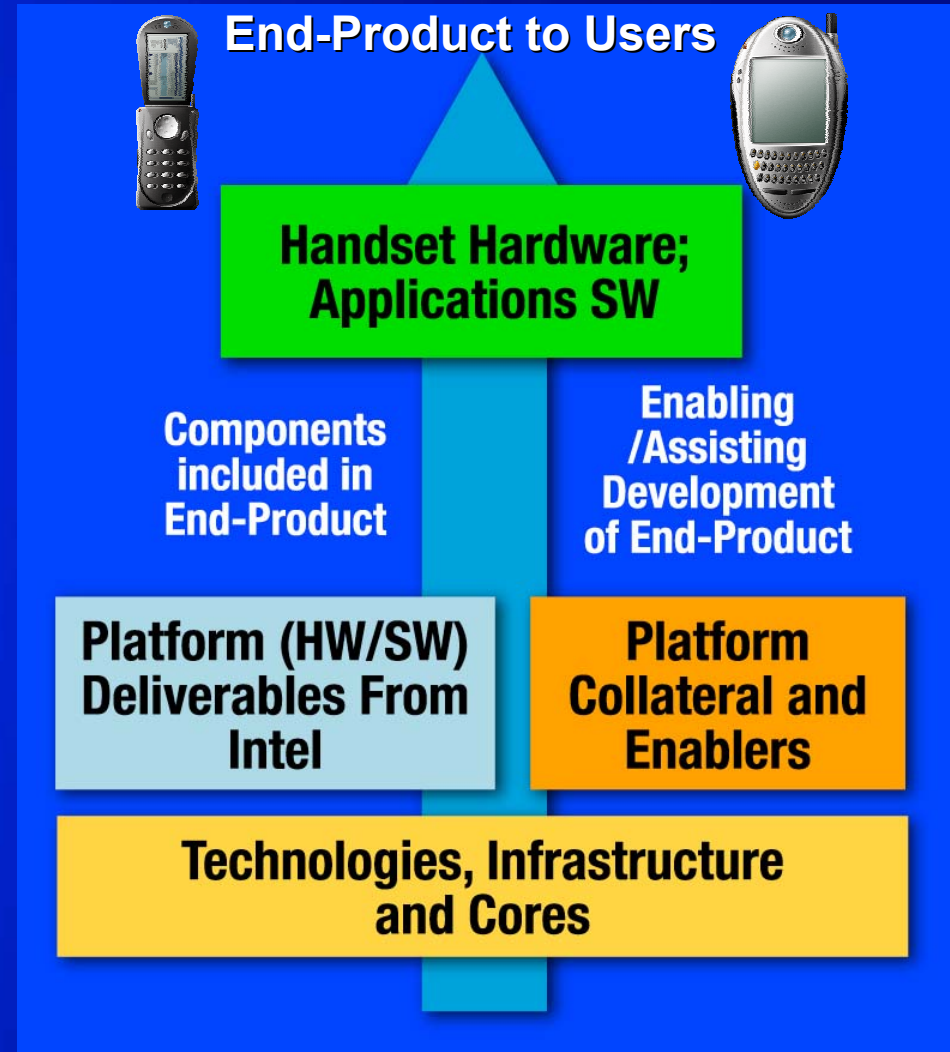 End-Product to Users
Handset Hardware;
Applications SW
Components
included in
End-Product
Enabling
/Assisting
Development
of End-Product
Platform (HW/SW)
Deliverables From
Intel
Platform
Collateral and
Enablers
Technologies, Infrastructure
and Cores